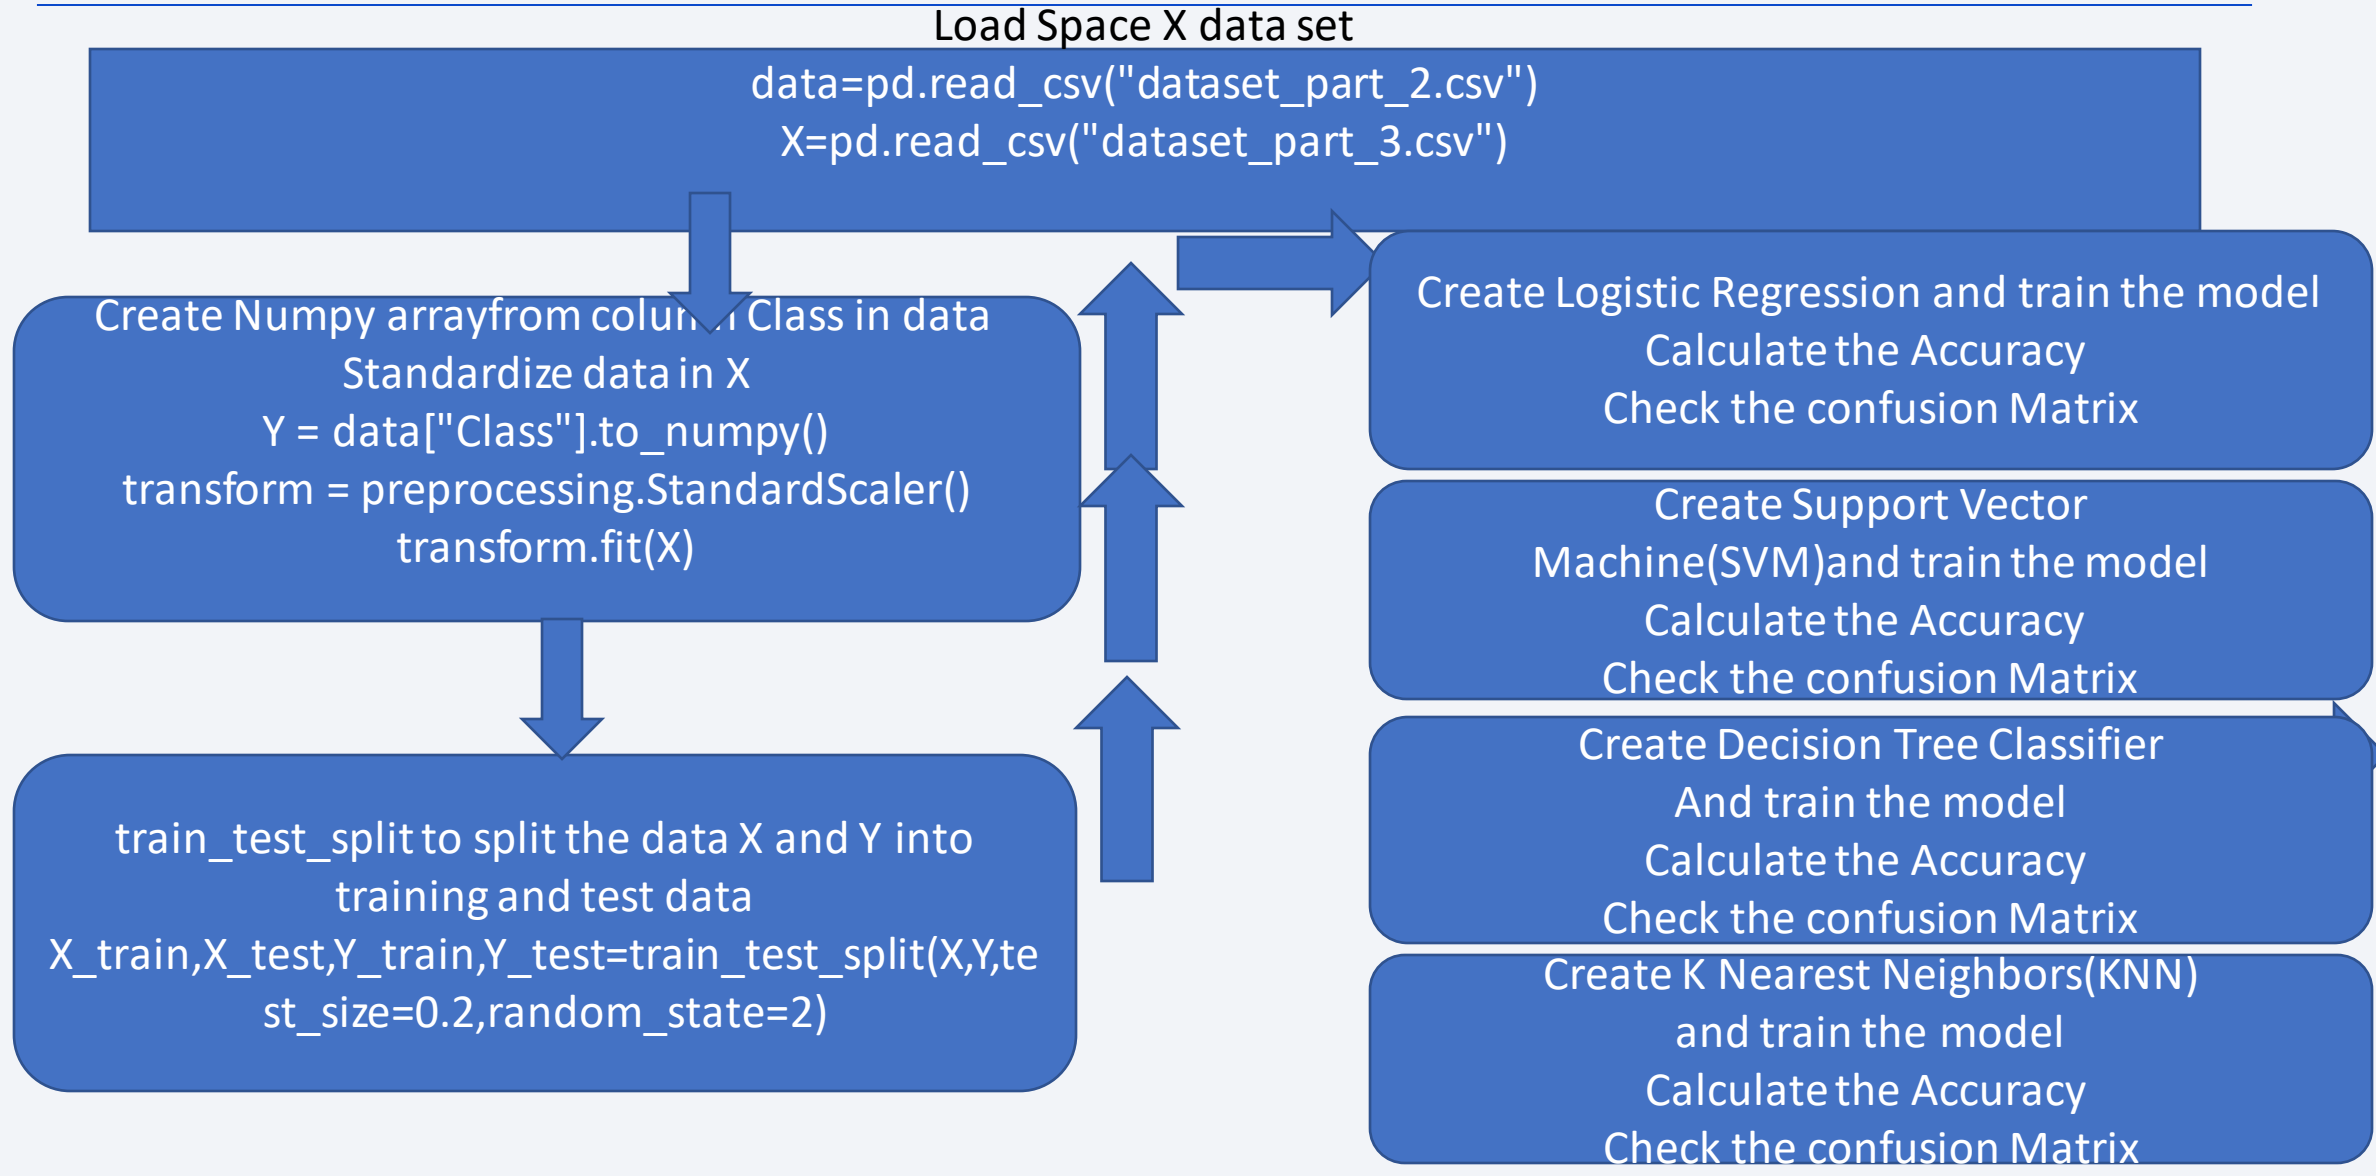 Load Space X data set
data=pd.read_csv("dataset_part_2.csv")
X=pd.read_csv("dataset_part_3.csv")
Create Numpy arrayfrom column Class in data
Standardize data in X
Y = data["Class"].to_numpy()
transform = preprocessing.StandardScaler()
transform.fit(X)
train_test_split to split the data X and Y into
training and test data
X_train,X_test,Y_train,Y_test=train_test_split(X,Y,te
st_size=0.2,random_state=2)
Create Logistic Regression and train the model
Calculate the Accuracy
Check the confusion Matrix
Create Support Vector
Machine(SVM)and train the model
Calculate the Accuracy
Check the confusion Matrix
Create Decision Tree Classifier
And train the model
Calculate the Accuracy
Check the confusion Matrix
Create K Nearest Neighbors(KNN)
and train the model
Calculate the Accuracy
Check the confusion Matrix